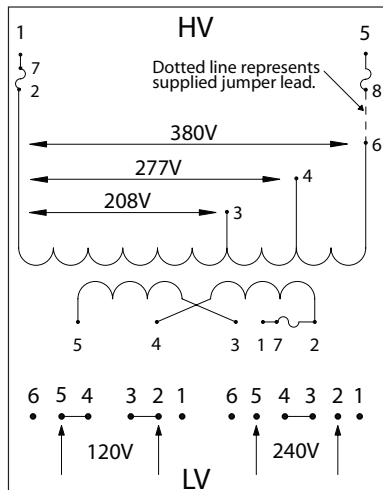 HV
1 5
7
2
Dotted line represents
supplied jumper lead.
8
380V
6
277V
4
208V
3
5 4 3 1 7 2
6 5 4 3 2 1 6 5 4 3 2 1
120V 240V
LV